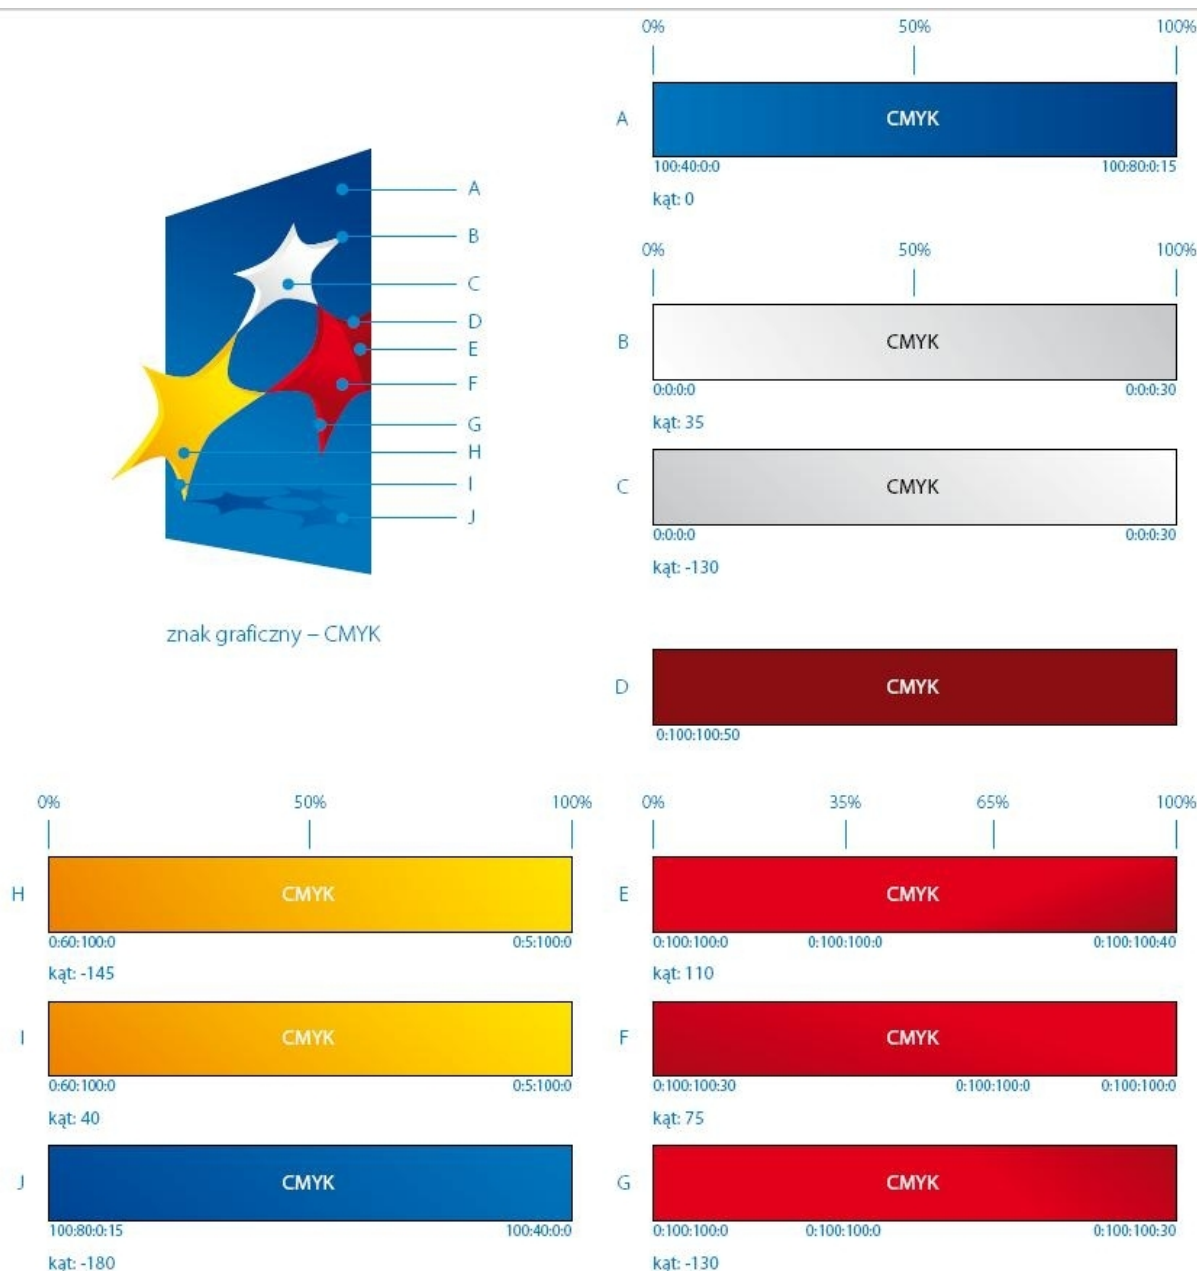 0% 50% 100%
A CMYK
100:40:0:0 100:80:0:15
kąt: 0
A
B
C
D
E
F
G
H
I
J
znak graficzny – CMYK
0% 50% 100%
B CMYK
0:0:0:0 0:0:0:30
kąt: 35
C CMYK
0:0:0:0 0:0:0:30
kąt: -130
D CMYK
0:100:100:50
0% 50% 100%
H CMYK
0:60:100:0 0:5:100:0
kąt: -145
I CMYK
0:60:100:0 0:5:100:0
kąt: 40
J CMYK
100:80:0:15 100:40:0:0
kąt: -180
0% 35% 65% 100%
E CMYK
0:100:100:0 0:100:100:0 0:100:100:40
kąt: 110
F CMYK
0:100:100:30 0:100:100:0 0:100:100:0
kąt: 75
G CMYK
0:100:100:0 0:100:100:0 0:100:100:30
kąt: -130